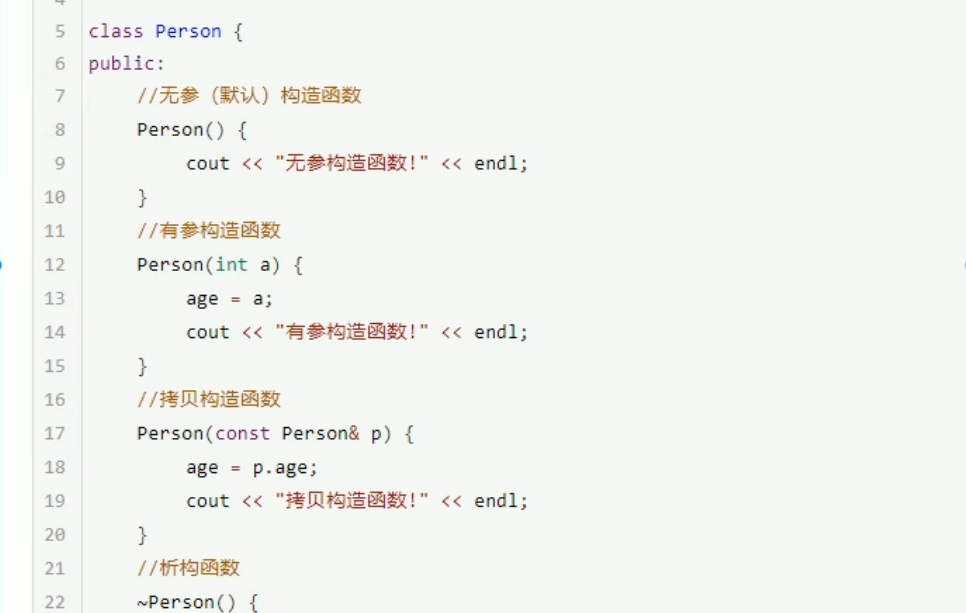 4
5 class Person {
6 public:
7 //无参（默认）构造函数
8 Person() {
9 cout << "无参构造函数!" << endl;
10 }
11 //有参构造函数
12 Person(int a) {
13 age = a;
14 cout << "有参构造函数!" << endl;
15 }
16 //拷贝构造函数
17 Person(const Person& p) {
18 age = p.age;
19 cout << "拷贝构造函数!" << endl;
20 }
21 //析构函数
22 ~Person() {